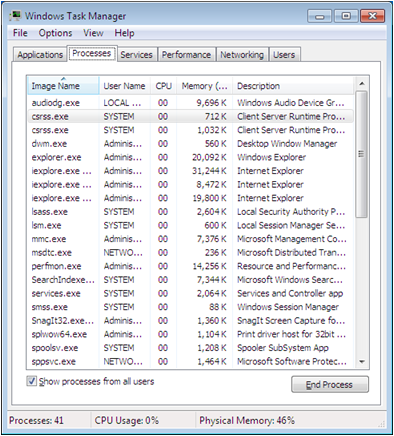 Windows Task Manager
File Options View Help
Applications Processes Services Performance Networking Users
Image Name User Name CPU Memory (... Description
audiodg.exe LOCAL ... 00 9,696 K Windows Audio Device Gr...
csrss.exe SYSTEM 00 712 K Client Server Runtime Pro...
csrss.exe SYSTEM 00 1,032 K Client Server Runtime Pro...
dwm.exe Adminis... 00 560 K Desktop Window Manager
explorer.exe Adminis... 00 20,092 K Windows Explorer
iexplore.exe ... Adminis... 00 31,244 K Internet Explorer
iexplore.exe ... Adminis... 00 8,472 K Internet Explorer
iexplore.exe ... Adminis... 00 19,800 K Internet Explorer
lsass.exe SYSTEM 00 2,604 K Local Security Authority P...
lsm.exe SYSTEM 00 600 K Local Session Manager Se...
mmc.exe Adminis... 00 7,376 K Microsoft Management Co...
msdtc.exe NETWO... 00 236 K Microsoft Distributed Tran...
perfmon.exe Adminis... 00 14,256 K Resource and Performanc...
SearchIndexe... SYSTEM 00 7,344 K Microsoft Windows Searc...
services.exe SYSTEM 00 2,064 K Services and Controller app
smss.exe SYSTEM 00 88 K Windows Session Manager
SnagIt32.exe... Adminis... 00 1,360 K SnagIt Screen Capture fo...
splwow64.exe Adminis... 00 1,104 K Print driver host for 32bit ...
spoolsv.exe SYSTEM 00 1,208 K Spooler SubSystem App
sppsvc.exe NETWO... 00 1,464 K Microsoft Software Protec...
Show processes from all users
End Process
Processes: 41 CPU Usage: 0% Physical Memory: 46%